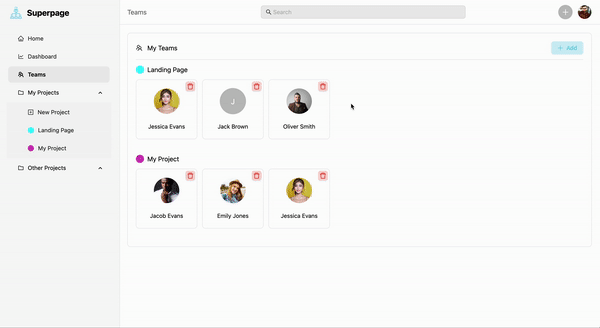 Superpage
Teams
Search
Home
Dashboard
Teams
My Projects
New Project
Landing Page
My Project
Other Projects
My Teams
Add
Landing Page
Jessica Evans
J
Jack Brown
Oliver Smith
My Project
Jacob Evans
Emily Jones
Jessica Evans